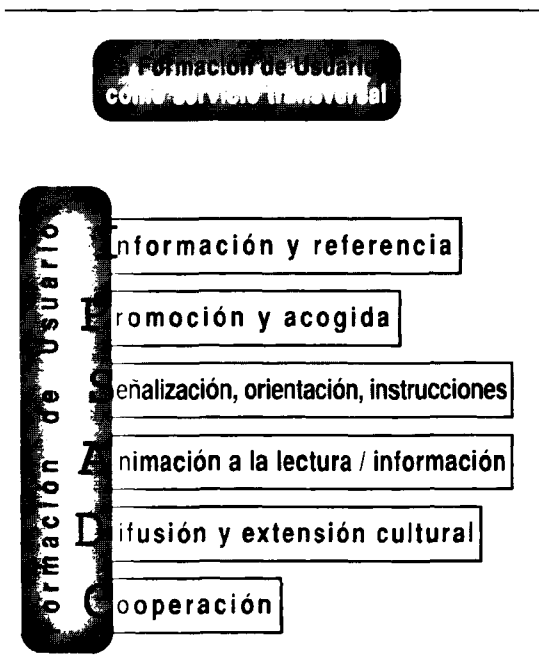 a Formación de Usuario
como servicio transversal
ormación de Usuario
Información y referencia
Promoción y acogida
Señalización, orientación, instrucciones
Animación a la lectura / información
Difusión y extensión cultural
Cooperación